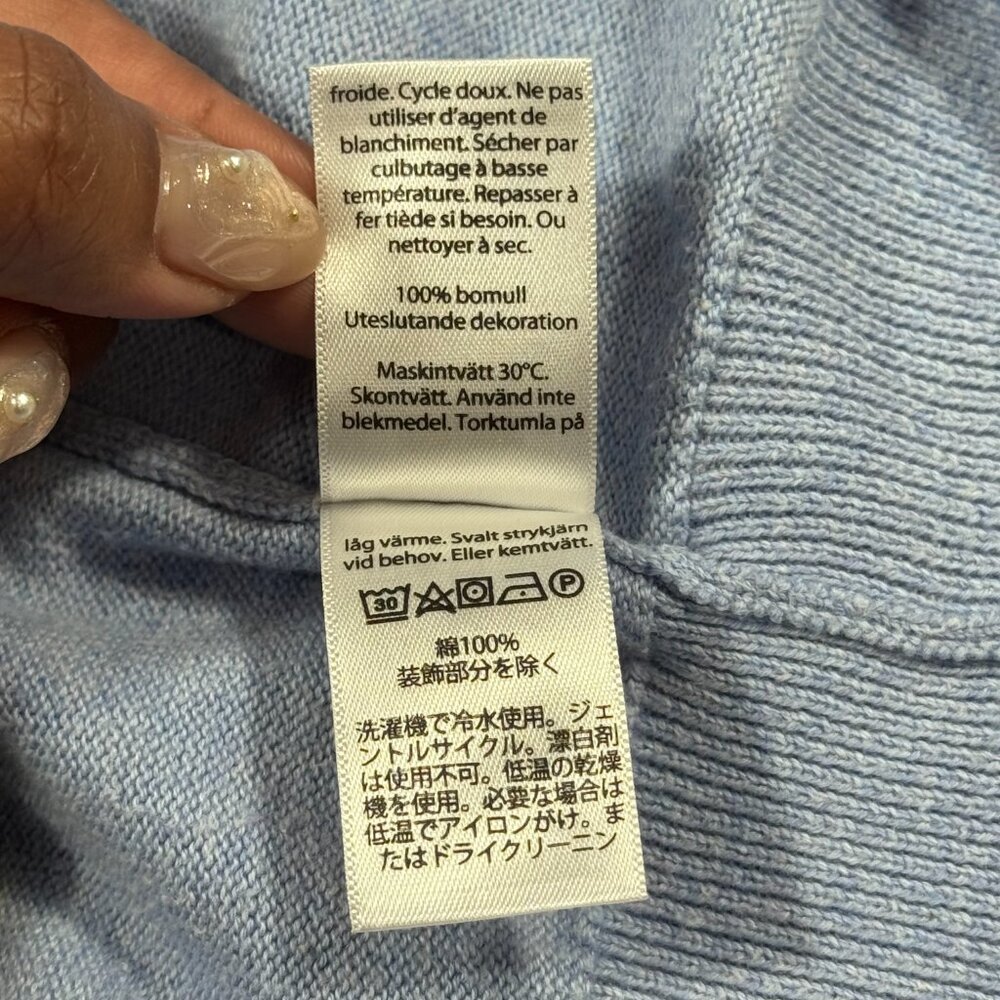 froide. Cycle doux. Ne pas
utiliser d'agent de
blanchiment. Sécher par
culbutage à basse
température. Repasser à
fer tiède si besoin. Ou
nettoyer à sec.
100% bomull
Uteslutande dekoration
Maskintvätt 30°C.
Skontvätt. Använd inte
blekmedel. Torktumla på
låg värme. Svalt strykjärn
vid behov. Eller kemtvätt.
30 P
綿100%
装飾部分を除く
洗濯機で冷水使用。ジェ
ントルサイクル。漂白剤
は使用不可。低温の乾燥
機を使用。必要な場合は
低温でアイロンがけ。ま
たはドライクリーニン